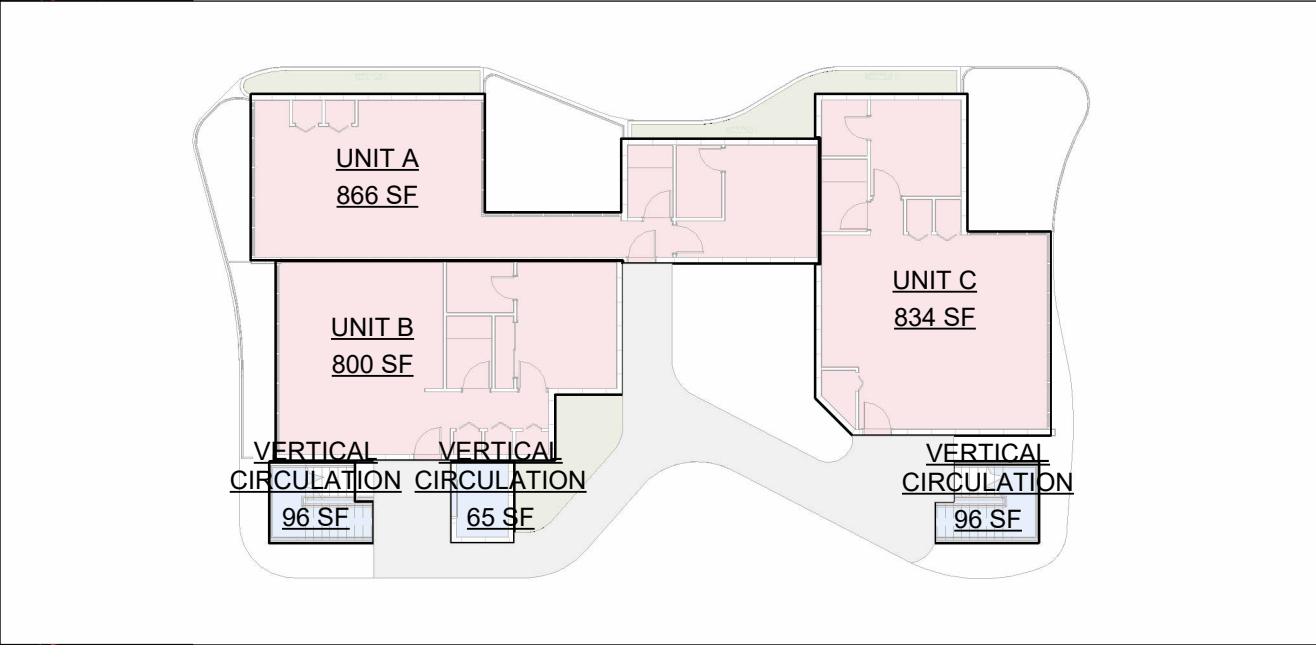 UNIT A
866 SF
UNIT B
800 SF
UNIT C
834 SF
VERTICAL
CIRCULATION
96 SF
VERTICAL
CIRCULATION
65 SF
VERTICAL
CIRCULATION
96 SF